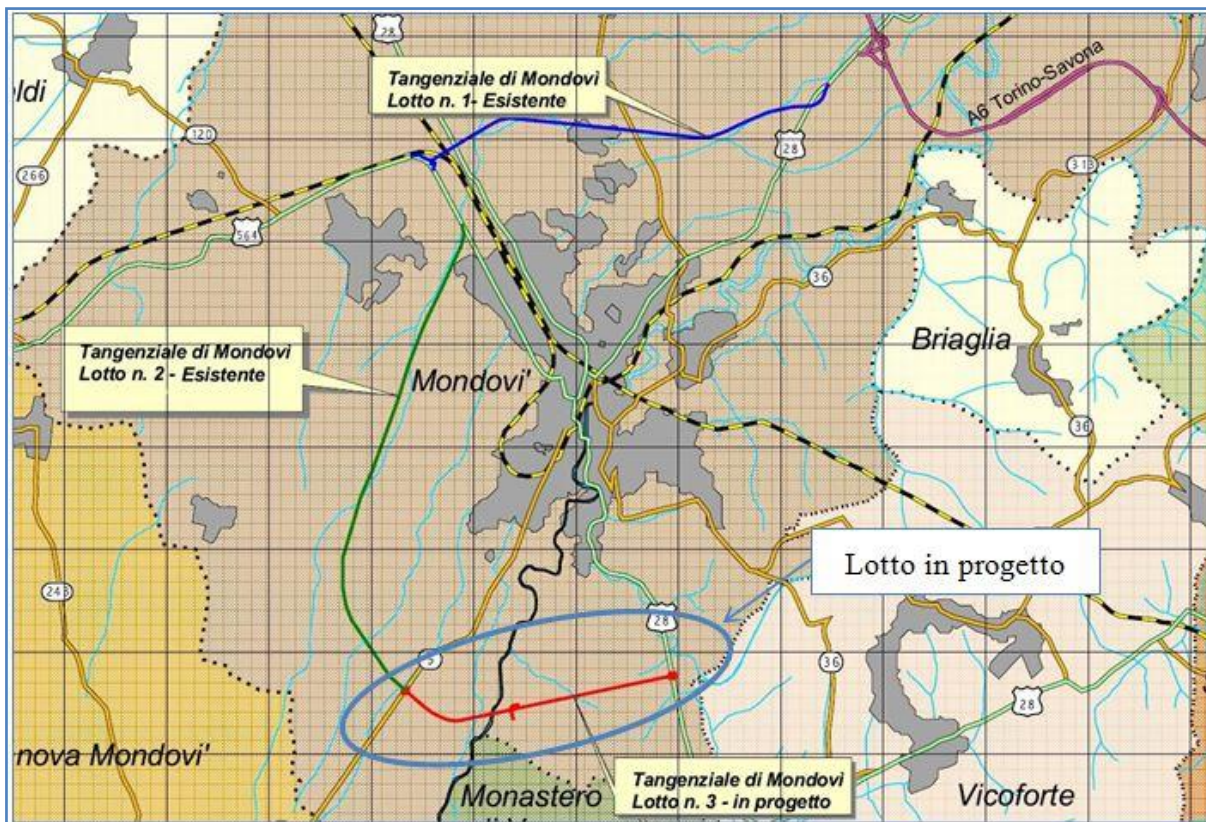 28
Tangenziale di Mondovì
Lotto n. 1- Esistente
A6 Torino-Savona
ldi
120
28
266
313
564
36
Briaglia
Tangenziale di Mondovì
Lotto n. 2 - Esistente
Mondovi'
36
Lotto in progetto
243
28
5
36
28
nova Mondovi'
Tangenziale di Mondovì
Lotto n. 3 - in progetto
Monastero
Vicoforte